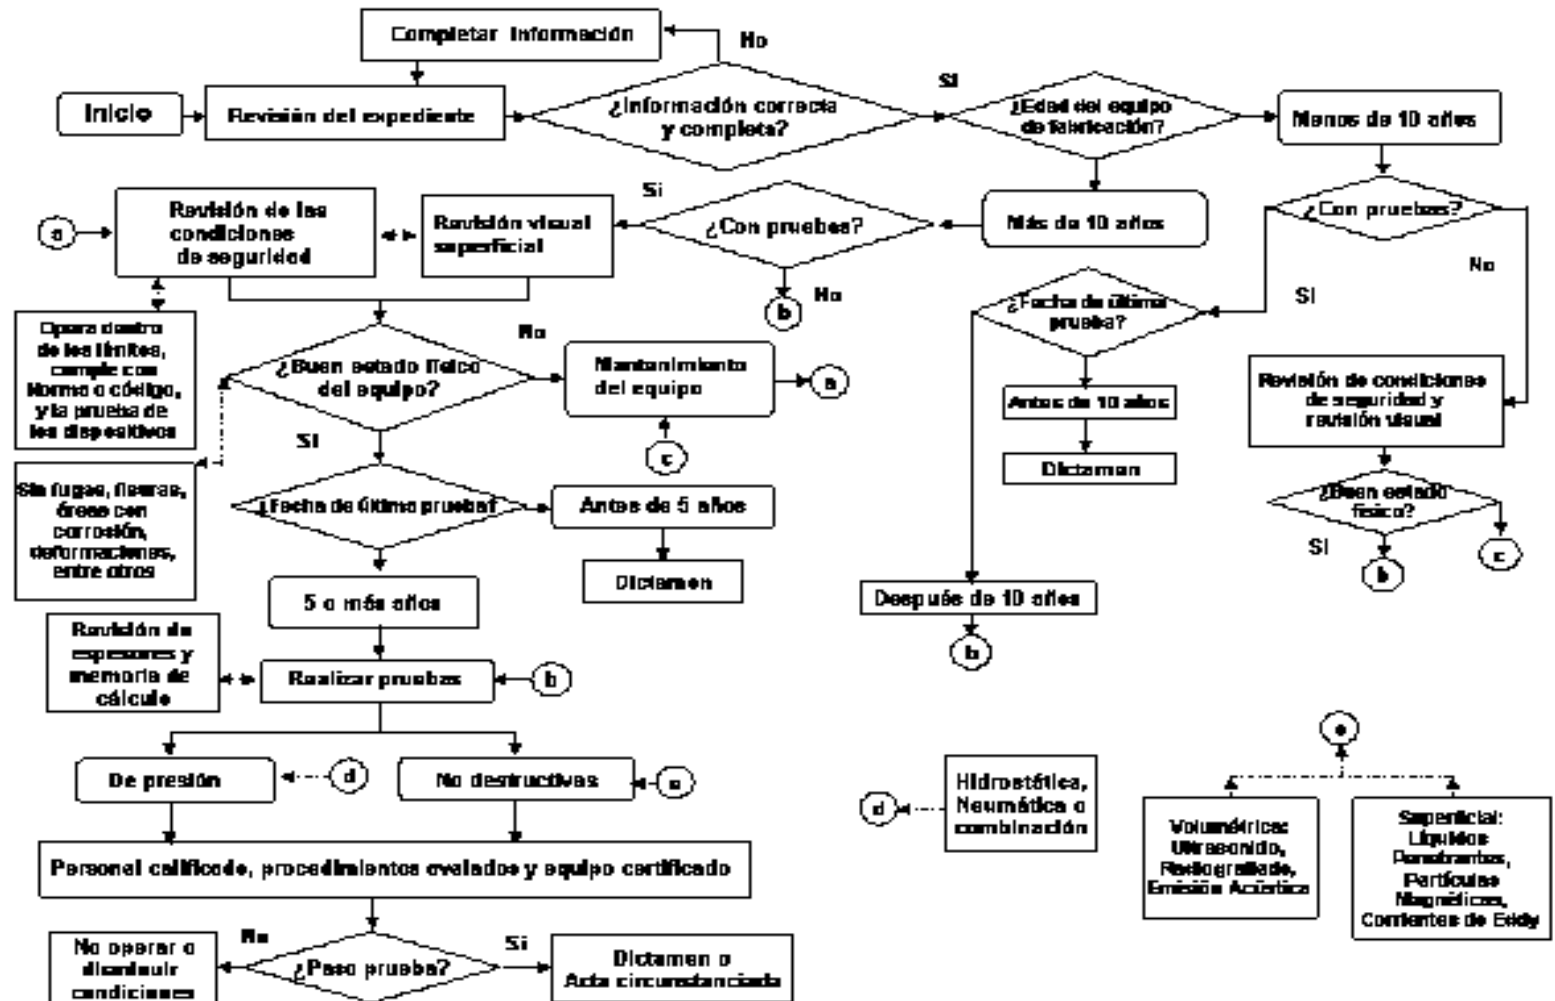 Completar Información
No
Inicio
Revisión del expediente
¿Información correcta
y completa?
SI
¿Edad del equipo
de fabricación?
Menos de 10 años
Revisión de las
condiciones
de seguridad
a
Revisión visual
superficial
Si
¿Con pruebas?
No
b
Más de 10 años
¿Con pruebas?
No
SI
¿Fecha de última
prueba?
Antes de 10 años
Dictamen
Revisión de condiciones
de seguridad y
revisión visual
¿Buen estado
físico?
SI
b
c
Opera dentro
de los límites,
cumple con
Norma o código,
y la prueba de
los dispositivos
¿Buen estado físico
del equipo?
No
SI
Mantenimiento
del equipo
a
c
Sin fugas, fisuras,
áreas con
corrosión,
deformaciones,
entre otros
¿Fecha de última prueba?
Antes de 5 años
Dictamen
5 o más años
Después de 10 años
b
Revisión de
espesores y
memoria de
cálculo
Realizar pruebas
b
De presión
d
No destructivas
e
Personal calificado, procedimientos avalados y equipo certificado
No operar o
disminuir
condiciones
No
¿Paso prueba?
Si
Dictamen o
Acta circunstanciada
d
Hidrostática,
Neumática o
combinación
e
Volumétrica:
Ultrasonido,
Radiografiado,
Emisión Acústica
Superficial:
Líquidos
Penetrantes,
Partículas
Magnéticas,
Corrientes de Eddy